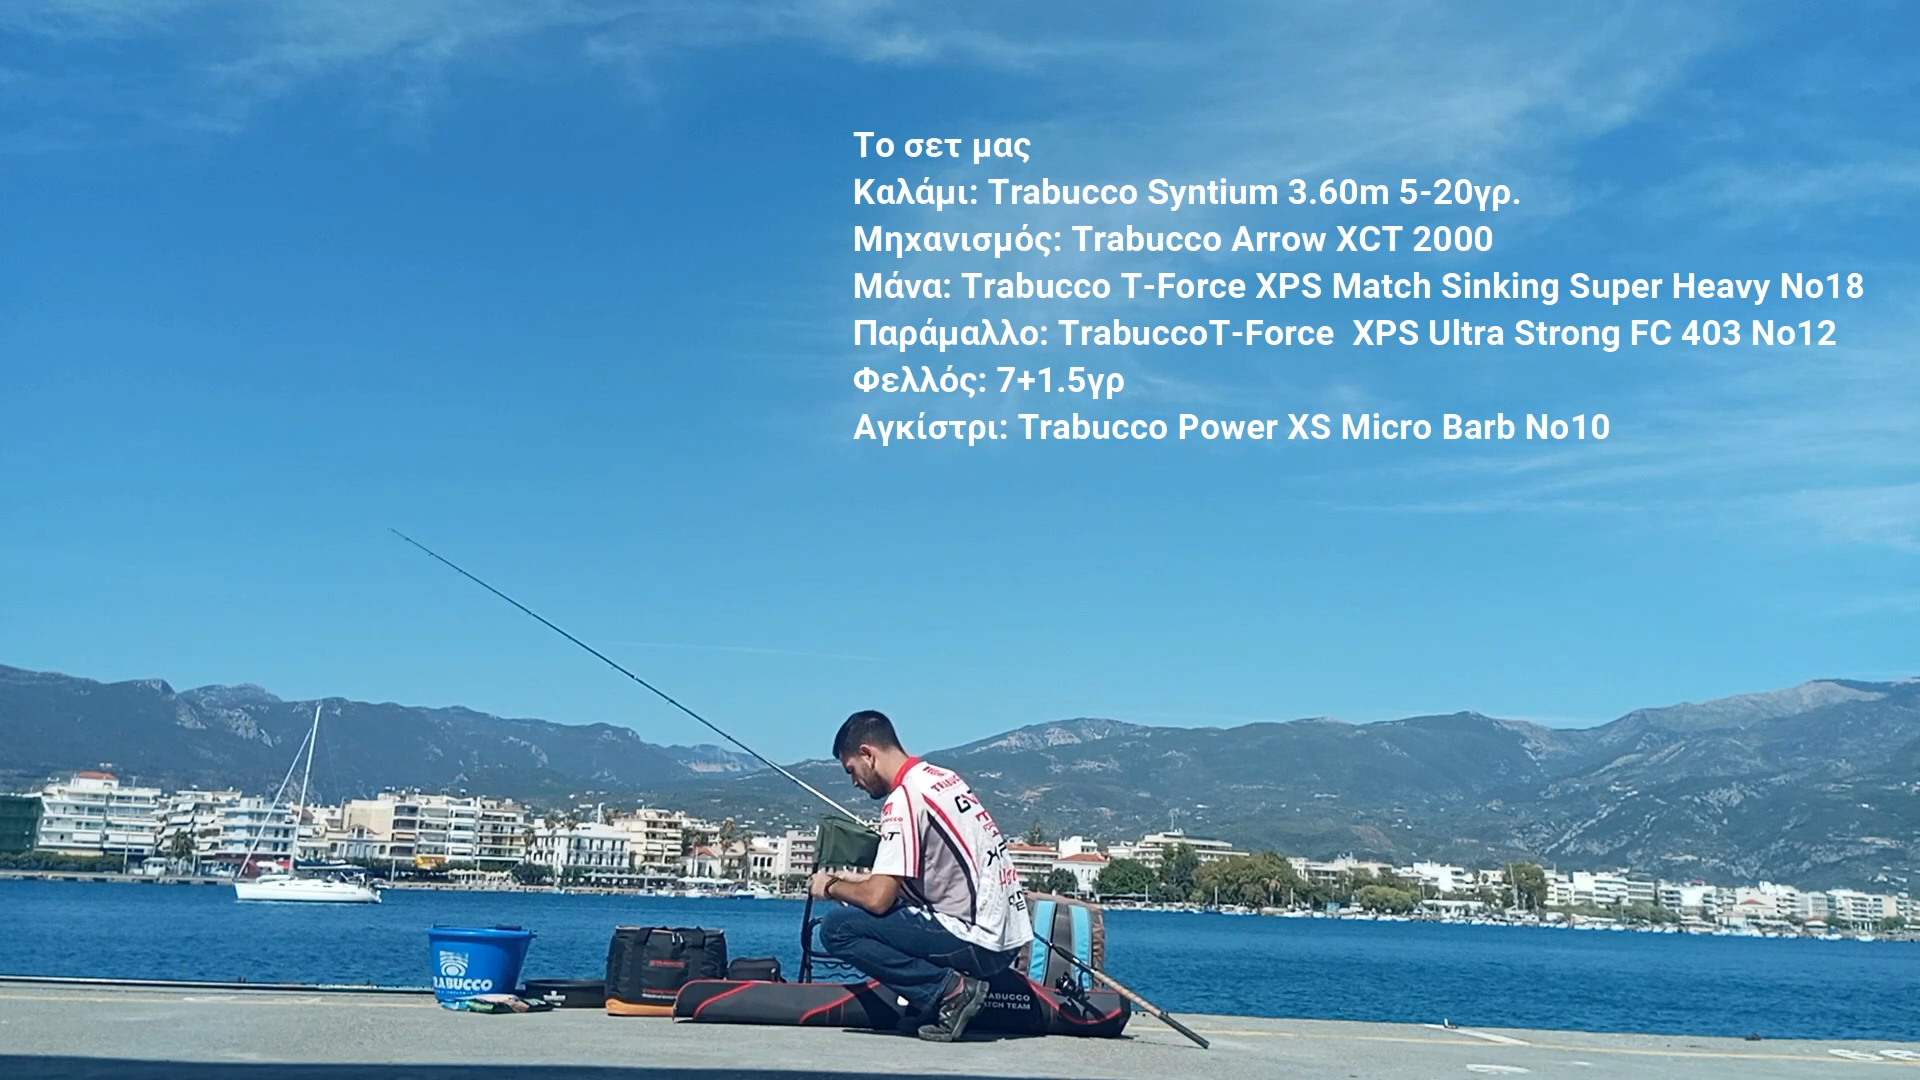 Το σετ μας
Καλάμι: Trabucco Syntium 3.60m 5-20γρ.
Μηχανισμός: Trabucco Arrow XCT 2000
Μάνα: Trabucco T-Force XPS Match Sinking Super Heavy No18
Παράμαλλο: TrabuccoT-Force  XPS Ultra Strong FC 403 No12
Φελλός: 7+1.5γρ
Αγκίστρι: Trabucco Power XS Micro Barb No10
TRABUCCO
TRABUCCO